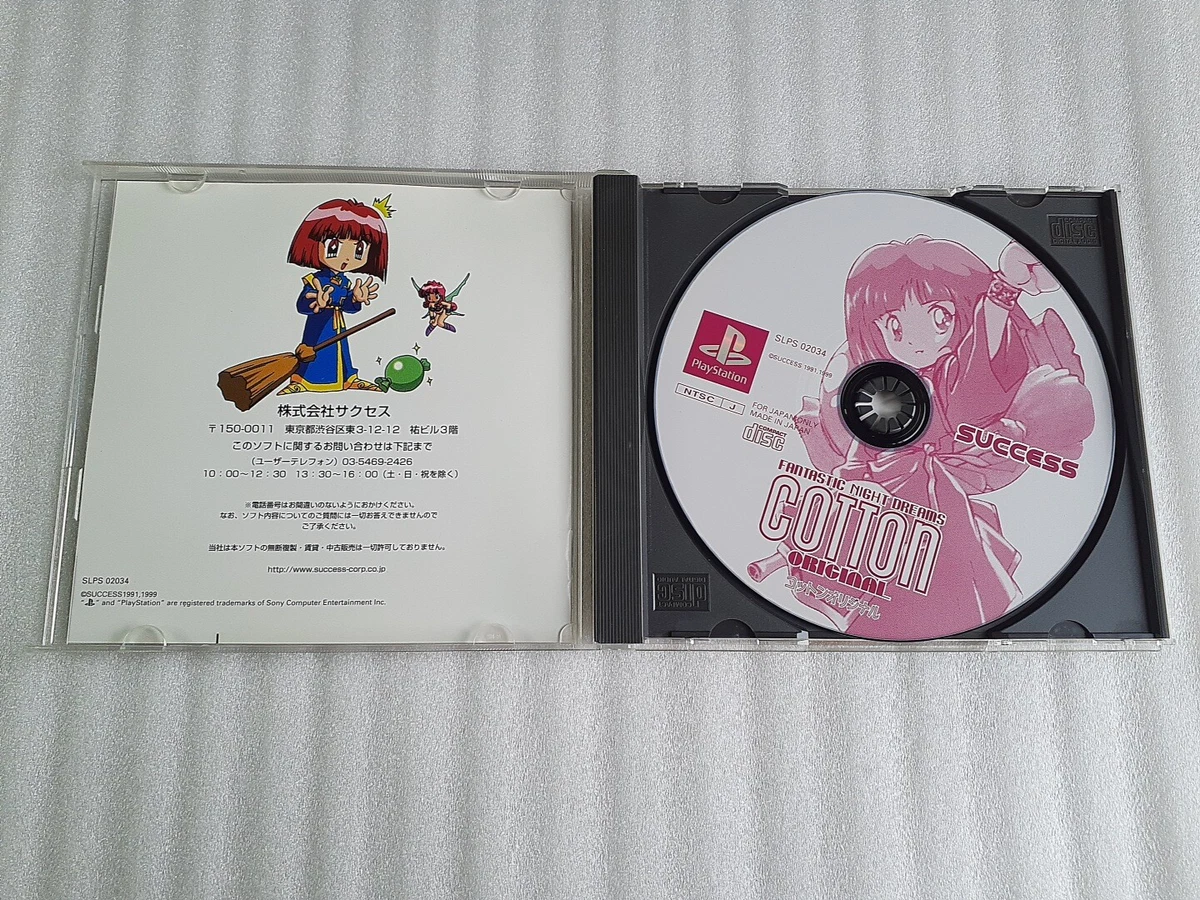 株式会社サクセス
〒150-0011　東京都渋谷区東3-12-12　祐ビル3階
このソフトに関するお問い合わせは下記まで
（ユーザーテレフォン）03-5469-2426
10：00〜12：30　13：30〜16：00（土・日・祝を除く）
※電話番号はお間違いのないようにおかけください。
なお、ソフト内容についてのご質問には一切お答えできませんので
ご了承ください。
当社は本ソフトの無断複製・賃貸・中古販売は一切許可しておりません。
http://www.success-corp.co.jp
SLPS 02034
©SUCCESS1991,1999
" " and "PlayStation" are registered trademarks of Sony Computer Entertainment Inc.
PlayStation
SLPS 02034
©SUCCESS 1991,1999
NTSC J
FOR JAPAN ONLY
MADE IN JAPAN
COMPACT
disc
SUCCESS
FANTASTIC NIGHT DREAMS
COTTON
ORIGINAL
コットンオリジナル
COMPACT
disc
DIGITAL AUDIO
COMPACT
disc
DIGITAL AUDIO